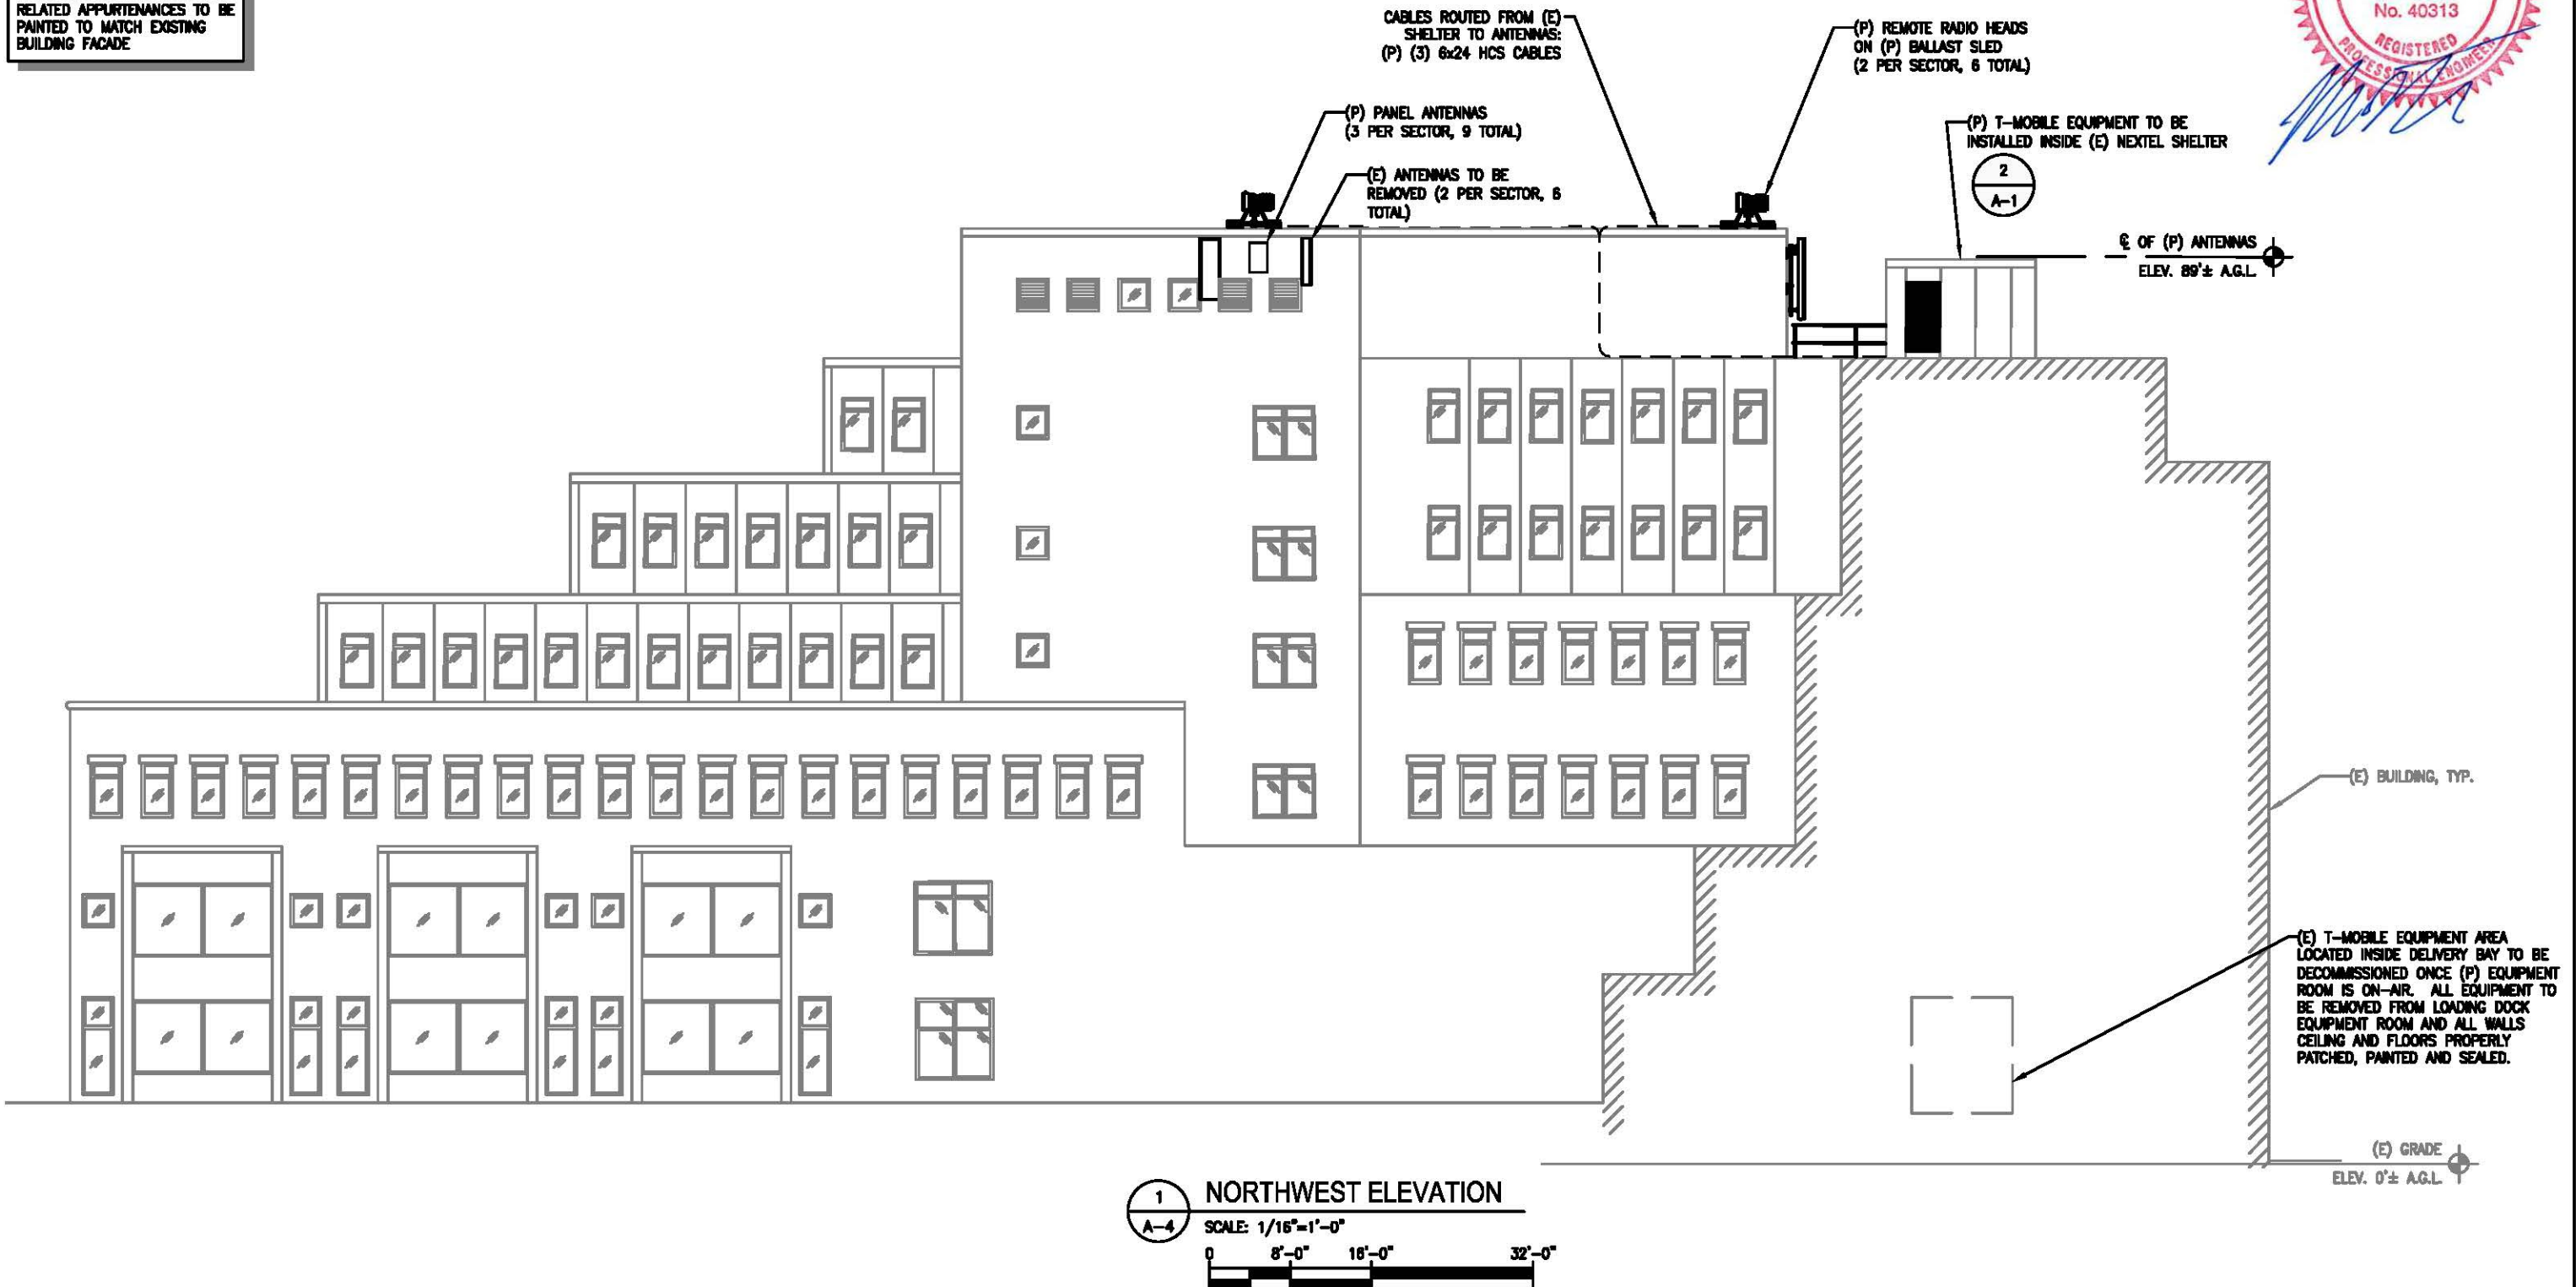 RELATED APPURTENANCES TO BE
PAINTED TO MATCH EXISTING
BUILDING FACADE
CABLES ROUTED FROM (E)
SHELTER TO ANTENNAS:
(P) (3) 6x24 HCS CABLES
(P) REMOTE RADIO HEADS
ON (P) BALLAST SLED
(2 PER SECTOR, 6 TOTAL)
No. 40313
REGISTERED
PROFESSIONAL ENGINEER
(P) PANEL ANTENNAS
(3 PER SECTOR, 9 TOTAL)
(E) ANTENNAS TO BE
REMOVED (2 PER SECTOR, 6
TOTAL)
(P) T-MOBILE EQUIPMENT TO BE
INSTALLED INSIDE (E) NEXTEL SHELTER
2
A-1
℄ OF (P) ANTENNAS
ELEV. 89'± A.G.L.
(E) BUILDING, TYP.
(E) T-MOBILE EQUIPMENT AREA
LOCATED INSIDE DELIVERY BAY TO BE
DECOMMISSIONED ONCE (P) EQUIPMENT
ROOM IS ON-AIR. ALL EQUIPMENT TO
BE REMOVED FROM LOADING DOCK
EQUIPMENT ROOM AND ALL WALLS
CEILING AND FLOORS PROPERLY
PATCHED, PAINTED AND SEALED.
(E) GRADE
ELEV. 0'± A.G.L.
1
A-4
NORTHWEST ELEVATION
SCALE: 1/16"=1'-0"
0 8'-0" 16'-0" 32'-0"